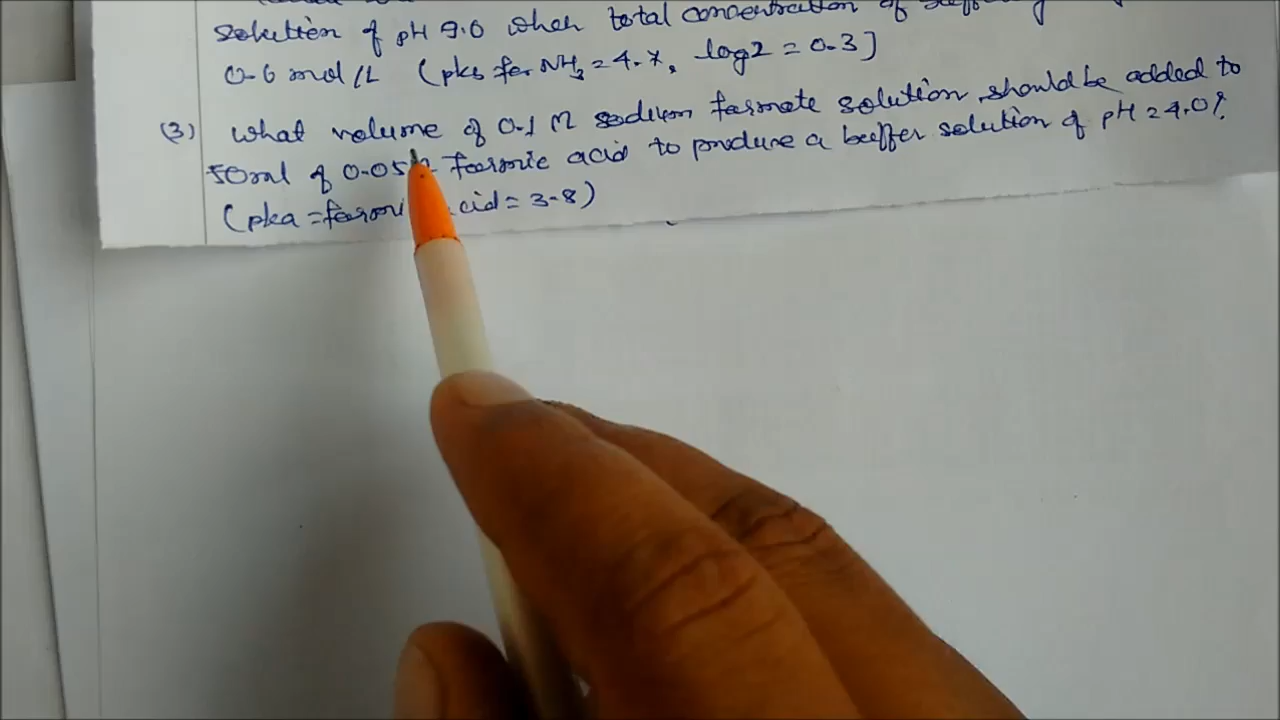 solution of pH 9.0 when total concentration of
0.6 mol/L (pkb for NH3 = 4.x, log2 = 0.3]
(3) what volume of 0.1 M sodium formate solution should be added to
50ml of 0.05 formic acid to produce a buffer solution of pH = 4.0?
(pka = formic acid = 3.8)